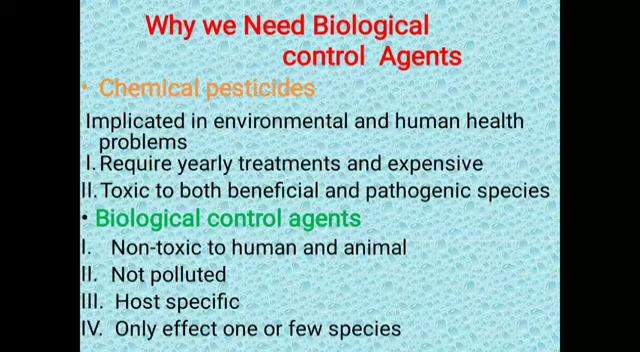 Why we Need Biological
control Agents
• Chemical pesticides
Implicated in environmental and human health
problems
I. Require yearly treatments and expensive
II. Toxic to both beneficial and pathogenic species
• Biological control agents
I. Non-toxic to human and animal
II. Not polluted
III. Host specific
IV. Only effect one or few species